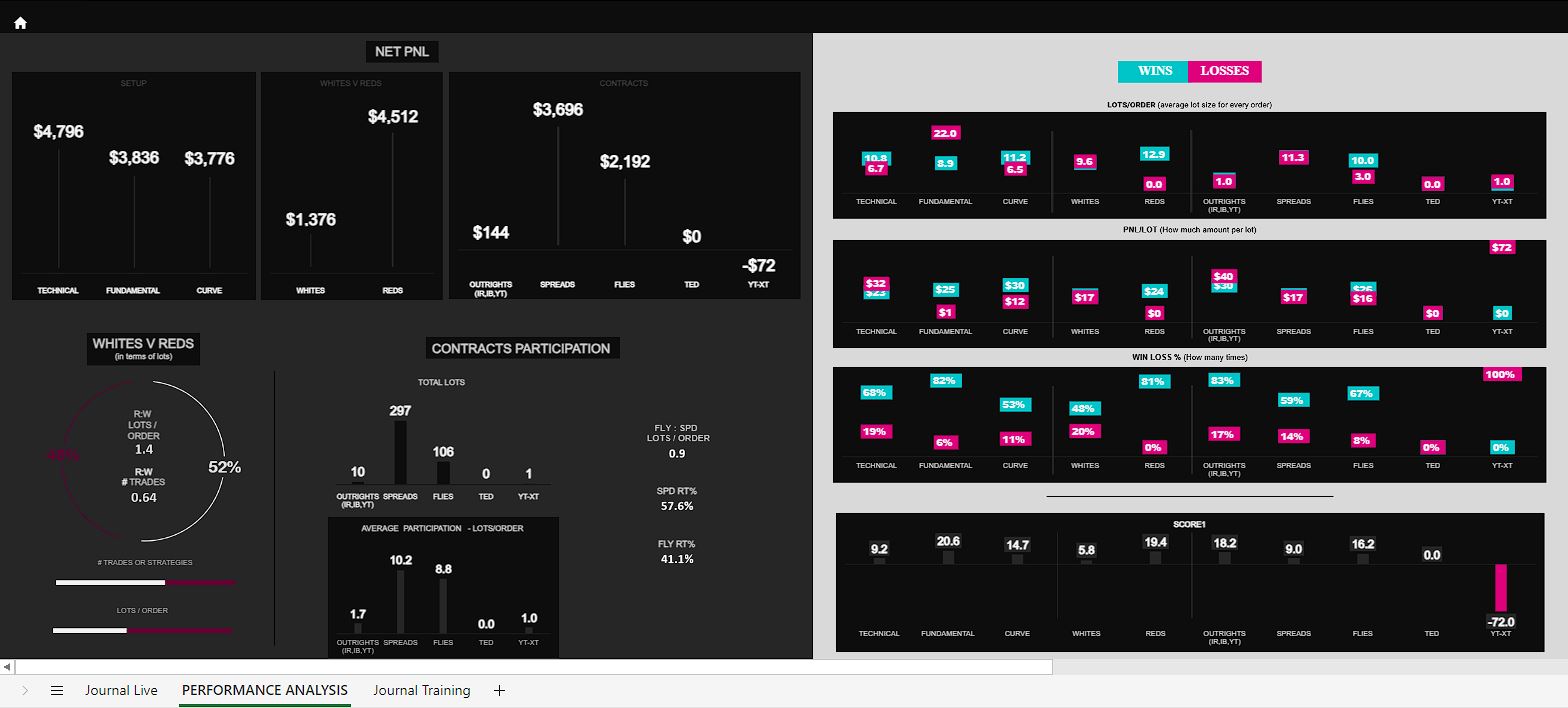 NET PNL
SETUP
$4,796
$3,836
$3,776
TECHNICAL FUNDAMENTAL CURVE
WHITES V REDS
$4,512
$1,376
WHITES REDS
CONTRACTS
$3,696
$2,192
$144
$0
-$72
OUTRIGHTS SPREADS FLIES TED YT-XT
(IR,IB,YT)
WHITES V REDS
(in terms of lots)
R:W
LOTS /
ORDER
1.4
R:W
# TRADES
0.64
48%
52%
# TRADES OR STRATEGIES
LOTS / ORDER
CONTRACTS PARTICIPATION
TOTAL LOTS
10 297 106 0 1
OUTRIGHTS SPREADS FLIES TED YT-XT
(IR,IB,YT)
AVERAGE PARTICIPATION - LOTS/ORDER
1.7 10.2 8.8 0.0 1.0
OUTRIGHTS SPREADS FLIES TED YT-XT
(IR,IB,YT)
FLY : SPD
LOTS / ORDER
0.9
SPD RT%
57.6%
FLY RT%
41.1%
WINS LOSSES
LOTS/ORDER (average lot size for every order)
10.8 22.0 11.2 9.6 12.9 1.0 11.3 10.0 0.0 1.0
6.7 8.9 6.5 0.0 3.0
TECHNICAL FUNDAMENTAL CURVE WHITES REDS OUTRIGHTS SPREADS FLIES TED YT-XT
(IR,IB,YT)
PNL/LOT (How much amount per lot)
$32 $25 $30 $17 $24 $40 $17 $26 $0 $72
$23 $1 $12 $0 $30 $16 $0
TECHNICAL FUNDAMENTAL CURVE WHITES REDS OUTRIGHTS SPREADS FLIES TED YT-XT
(IR,IB,YT)
WIN LOSS % (How many times)
68% 82% 53% 48% 81% 83% 59% 67% 0% 100%
19% 6% 11% 20% 0% 17% 14% 8% 0%
TECHNICAL FUNDAMENTAL CURVE WHITES REDS OUTRIGHTS SPREADS FLIES TED YT-XT
(IR,IB,YT)
SCORE1
9.2 20.6 14.7 5.8 19.4 18.2 9.0 16.2 0.0 -72.0
TECHNICAL FUNDAMENTAL CURVE WHITES REDS OUTRIGHTS SPREADS FLIES TED YT-XT
(IR,IB,YT)
Journal Live PERFORMANCE ANALYSIS Journal Training